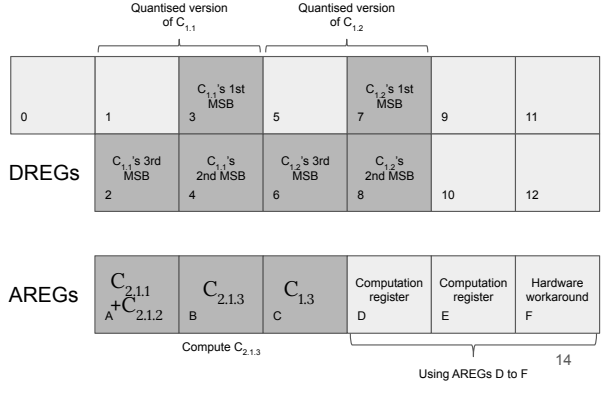 Quantised version
of C1.1
Quantised version
of C1.2
0
1
C1.1's 1st
MSB
3
5
C1.2's 1st
MSB
7
9
11
DREGs
C1.1's 3rd
MSB
2
C1.1's
2nd MSB
4
C1.2's 3rd
MSB
6
C1.2's
2nd MSB
8
10
12
AREGs
C2.1.1
+C2.1.2
A
C2.1.3
B
C1.3
C
Computation
register
D
Computation
register
E
Hardware
workaround
F
Compute C2.1.3
Using AREGs D to F
14